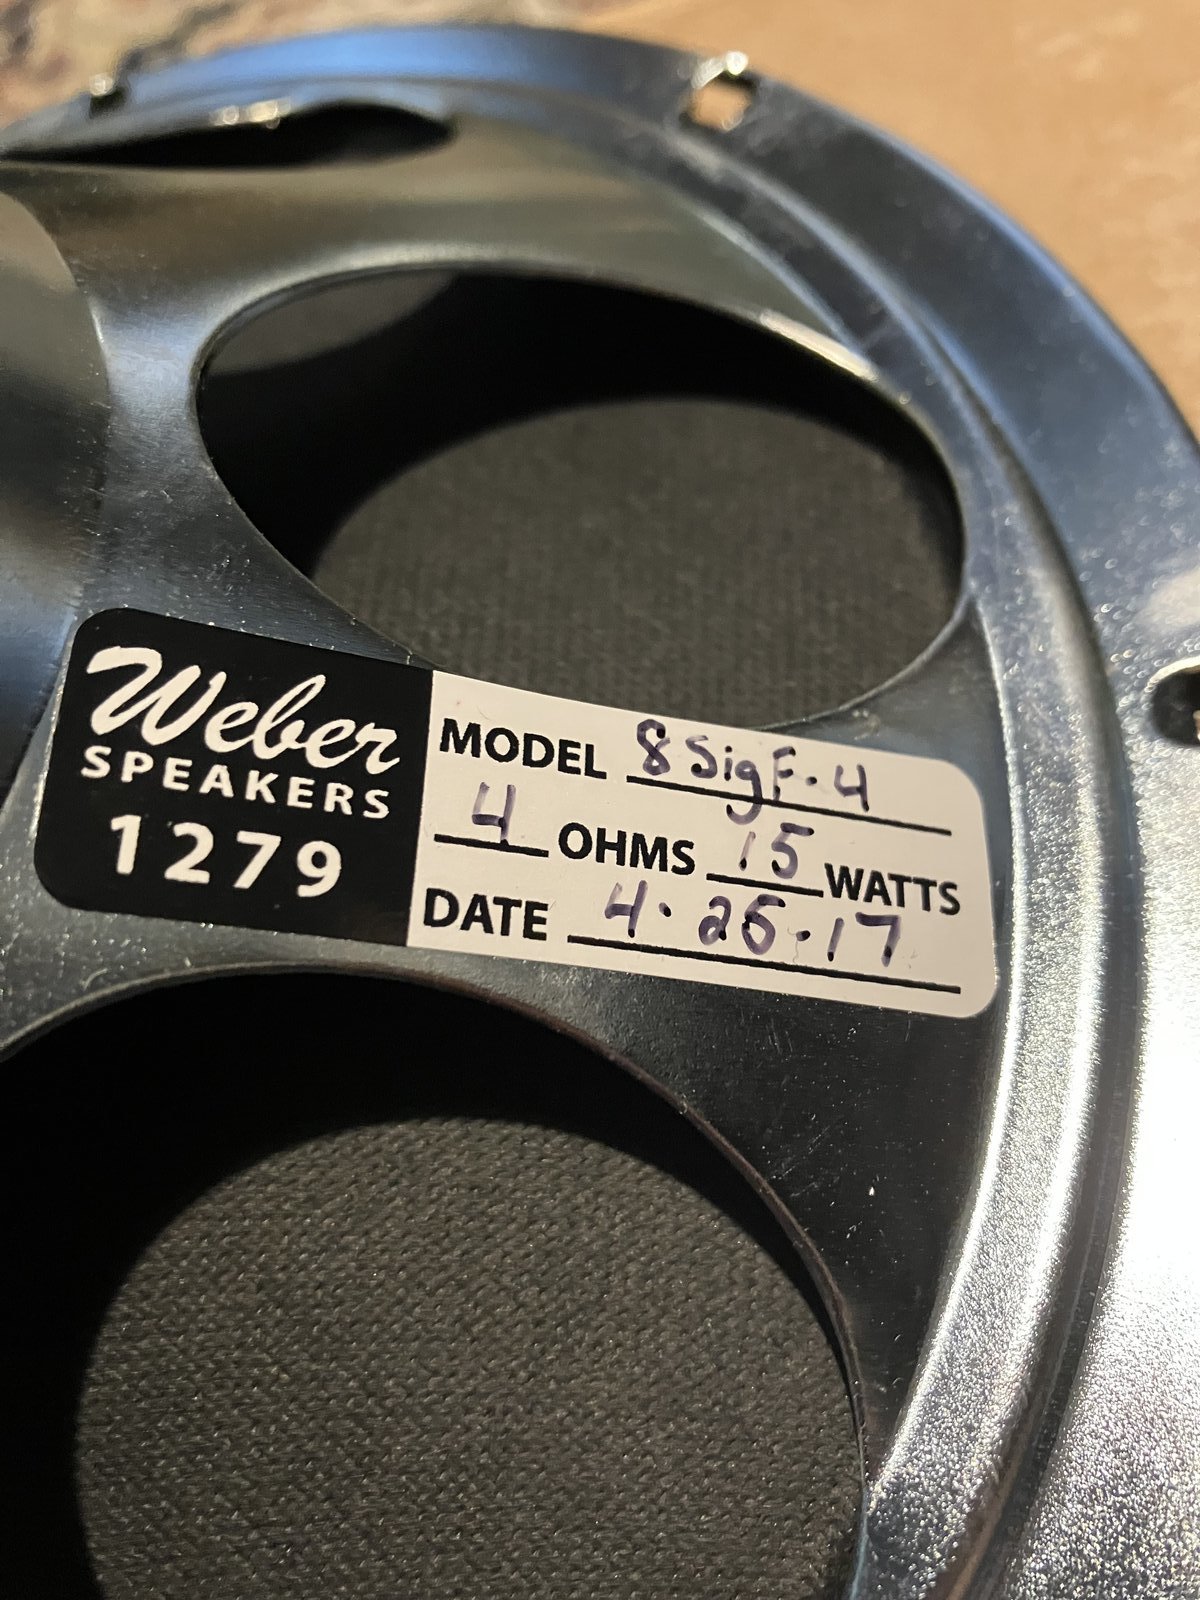 Weber
SPEAKERS
1279
MODEL 8SigF-4
4 OHMS 15 WATTS
DATE 4.25.17